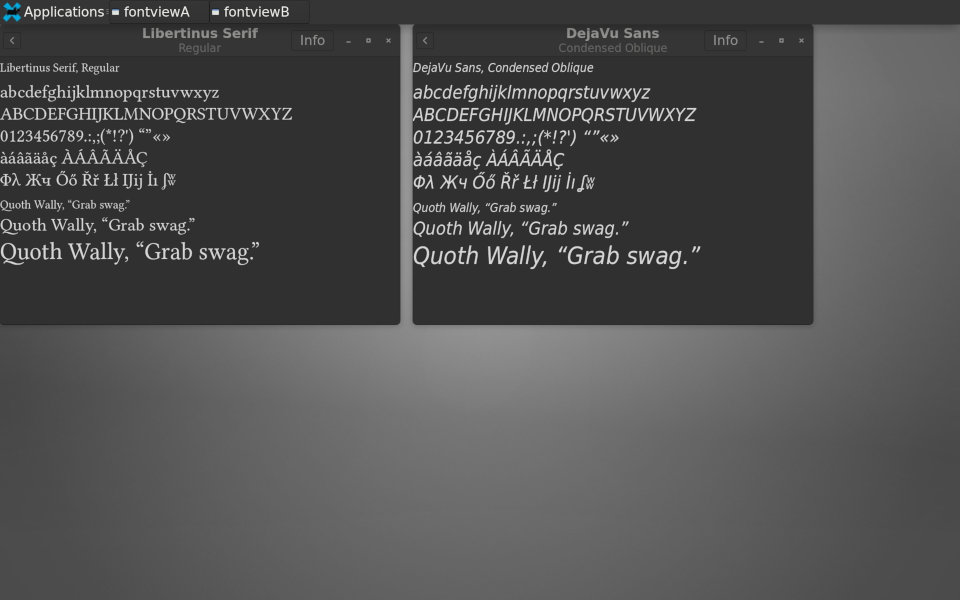 Applications fontviewA fontviewB
Libertinus Serif
Regular
Info
Libertinus Serif, Regular
abcdefghijklmnopqrstuvwxyz
ABCDEFGHIJKLMNOPQRSTUVWXYZ
0123456789.:,;(*!?') “”«»
àáâãäåç ÀÁÂÃÄÅÇ
Φλ Жч Őő Řř Łł IJij İı
Quoth Wally, “Grab swag.”
Quoth Wally, “Grab swag.”
Quoth Wally, “Grab swag.”
DejaVu Sans
Condensed Oblique
Info
DejaVu Sans, Condensed Oblique
abcdefghijklmnopqrstuvwxyz
ABCDEFGHIJKLMNOPQRSTUVWXYZ
0123456789.:,;(*!?') “”«»
àáâãäåç ÀÁÂÃÄÅÇ
Φλ Жч Őő Řř Łł IJij İı
Quoth Wally, “Grab swag.”
Quoth Wally, “Grab swag.”
Quoth Wally, “Grab swag.”